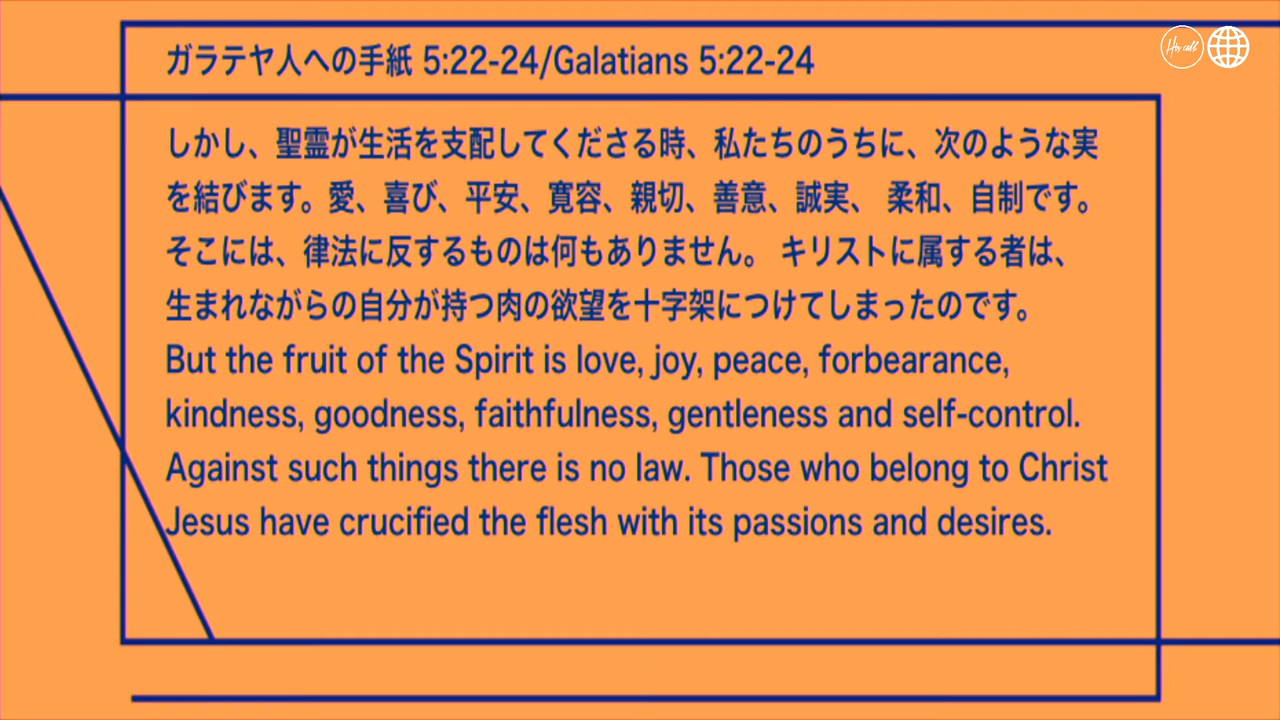 His call
ガラテヤ人への手紙 5:22-24/Galatians 5:22-24
しかし、聖霊が生活を支配してくださる時、私たちのうちに、次のような実
を結びます。愛、喜び、平安、寛容、親切、善意、誠実、 柔和、自制です。
そこには、律法に反するものは何もありません。 キリストに属する者は、
生まれながらの自分が持つ肉の欲望を十字架につけてしまったのです。
But the fruit of the Spirit is love, joy, peace, forbearance,
kindness, goodness, faithfulness, gentleness and self-control.
Against such things there is no law. Those who belong to Christ
Jesus have crucified the flesh with its passions and desires.